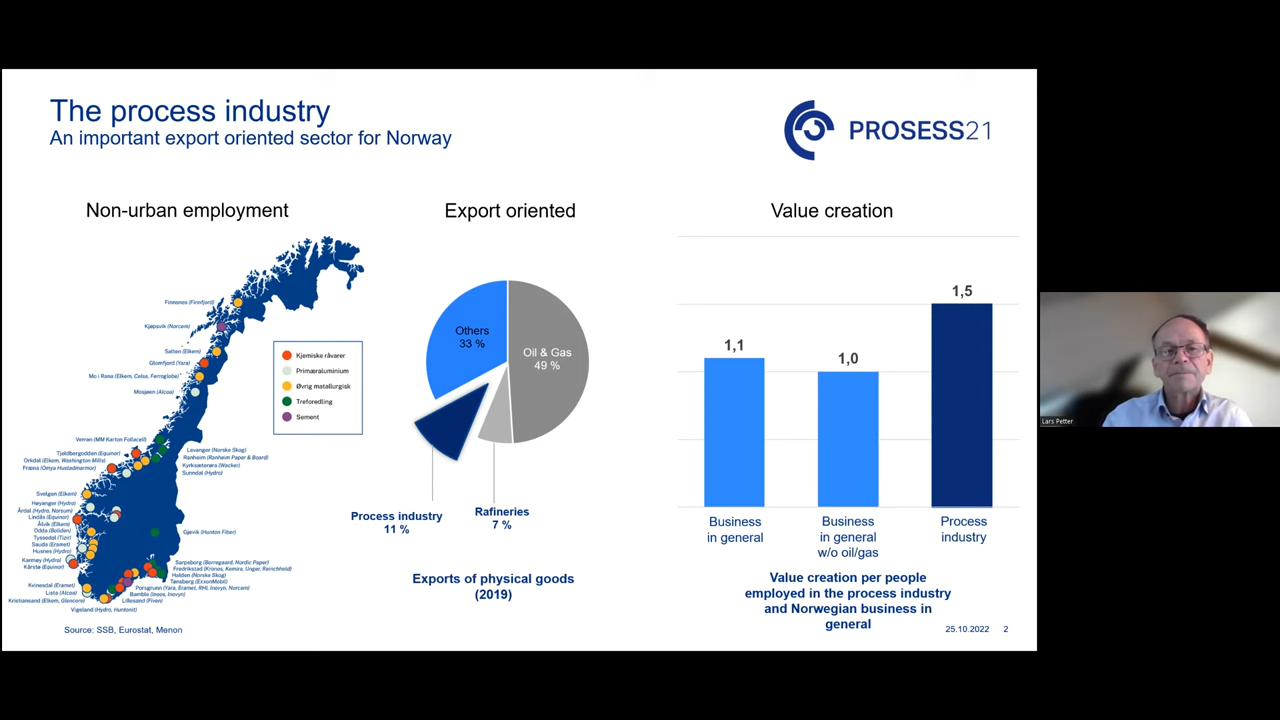 The process industry
An important export oriented sector for Norway
PROSESS21
Non-urban employment
Finnsnes (Finnfjord)
Kjøpsvik (Norcem)
Salten (Elkem)
Glomfjord (Yara)
Mo i Rana (Elkem, Celsa, Ferroglobe)
Mosjøen (Alcoa)
Kjemiske råvarer
Primæraluminium
Øvrig matallurgisk
Treforedling
Sement
Verran (MM Karton Follacell)
Tjeldbergodden (Equinor)
Orkdal (Elkem, Washington Mills)
Fræna (Omya Hustadmarmor)
Levanger (Norske Skog)
Ranheim (Ranheim Paper & Board)
Kyrksæterøra (Wacker)
Sunndal (Hydro)
Svelgen (Elkem)
Høyanger (Hydro)
Årdal (Hydro, Norsun)
Lindås (Equinor)
Ålvik (Elkem)
Odda (Boliden)
Tyssedal (Tizir)
Sauda (Eramet)
Husnes (Hydro)
Karmøy (Hydro)
Kårstø (Equinor)
Gjøvik (Hunton Fiber)
Kvinesdal (Eramet)
Lista (Alcoa)
Kristiansand (Elkem, Glencore)
Vigeland (Hydro, Huntonit)
Sarpsborg (Borregaard, Nordic Paper)
Fredrikstad (Kronos, Kemira, Unger, Reinchhold)
Halden (Norske Skog)
Tønsberg (ExxonMobil)
Porsgrunn (Yara, Eramet, RHI, Inovyn, Norcem)
Bamble (Ineos, Inovyn)
Lillesand (Fiven)
Source: SSB, Eurostat, Menon
Export oriented
Others
33 %
Oil & Gas
49 %
Process industry
11 %
Rafineries
7 %
Exports of physical goods
(2019)
Value creation
1,1
1,0
1,5
Business
in general
Business
in general
w/o oil/gas
Process
industry
Value creation per people
employed in the process industry
and Norwegian business in
general
25.10.2022 2
Lars Petter